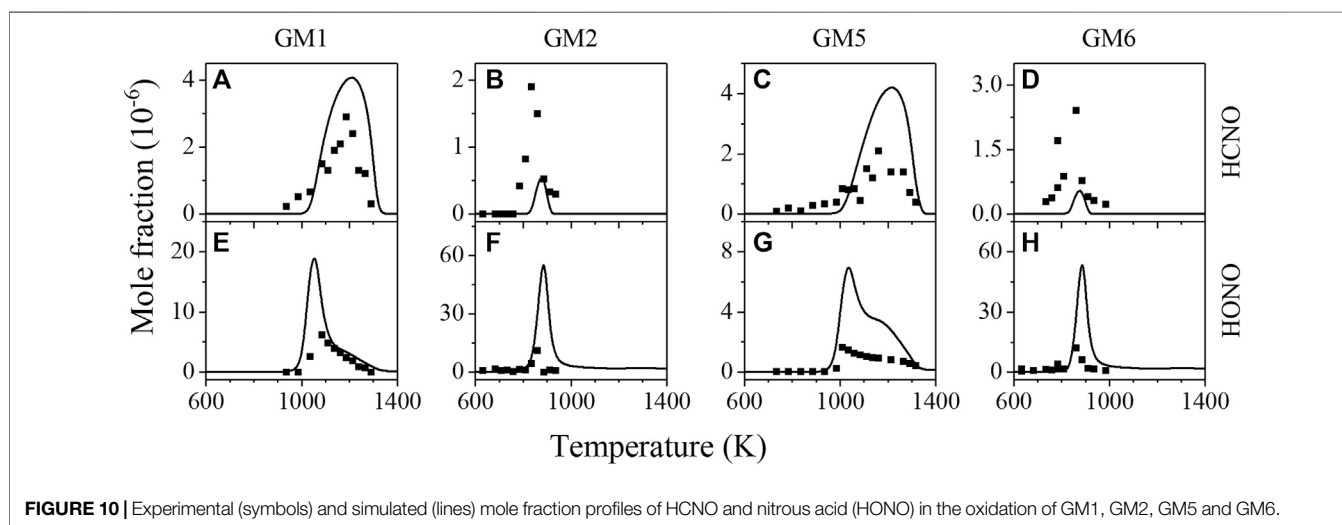 GM1 GM2 GM5 GM6
Mole fraction (10-6)
A
4
2
0
B
2
1
0
C
4
2
0
D
3.0
1.5
0.0
HCNO
E
20
10
0
F
60
30
0
G
8
4
0
H
60
30
0
HONO
600 1000 1400 600 1000 1400 600 1000 1400 600 1000 1400
Temperature (K)
FIGURE 10 | Experimental (symbols) and simulated (lines) mole fraction profiles of HCNO and nitrous acid (HONO) in the oxidation of GM1, GM2, GM5 and GM6.